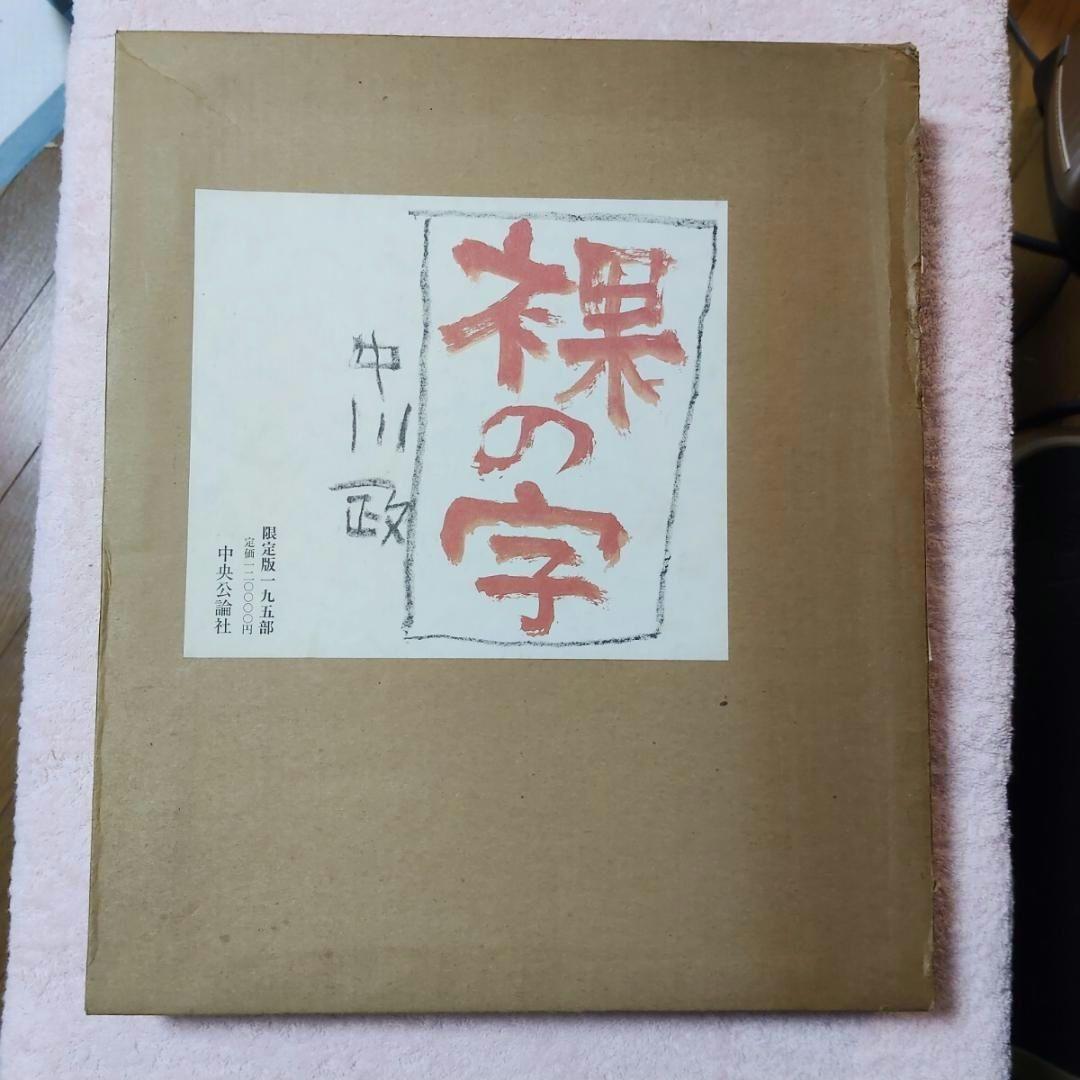 裸の字
中川一政
限定版一九五部
定価一二〇〇〇〇円
中央公論社